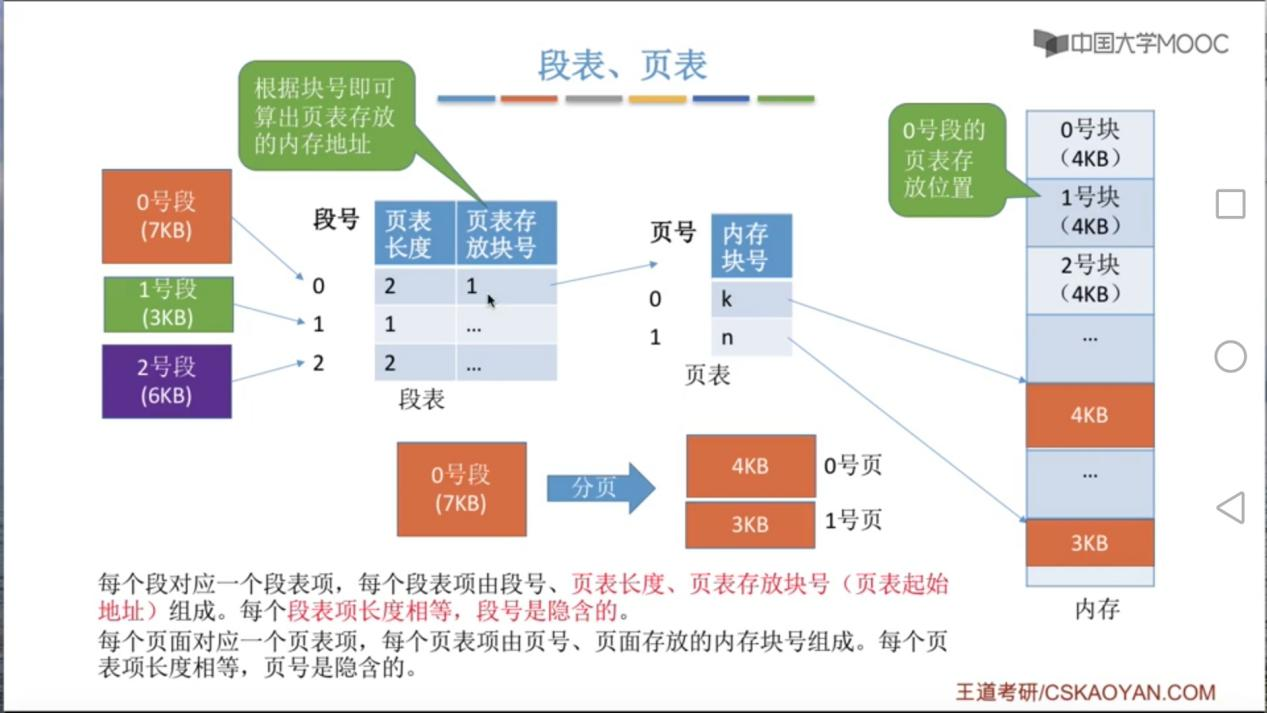 中国大学MOOC
段表、页表
根据块号即可
算出页表存放
的内存地址
0号段的
页表存
放位置
0号段
(7KB)
1号段
(3KB)
2号段
(6KB)
段号
页表
长度
页表存
放块号
0
2
1
1
1
...
2
2
...
段表
页号
内存
块号
0
k
1
n
页表
0号块
（4KB）
1号块
（4KB）
2号块
（4KB）
...
4KB
...
3KB
内存
0号段
(7KB)
分页
4KB
0号页
3KB
1号页
每个段对应一个段表项，每个段表项由段号、页表长度、页表存放块号（页表起始
地址）组成。每个段表项长度相等，段号是隐含的。
每个页面对应一个页表项，每个页表项由页号、页面存放的内存块号组成。每个页
表项长度相等，页号是隐含的。
王道考研/CSKAOYAN.COM